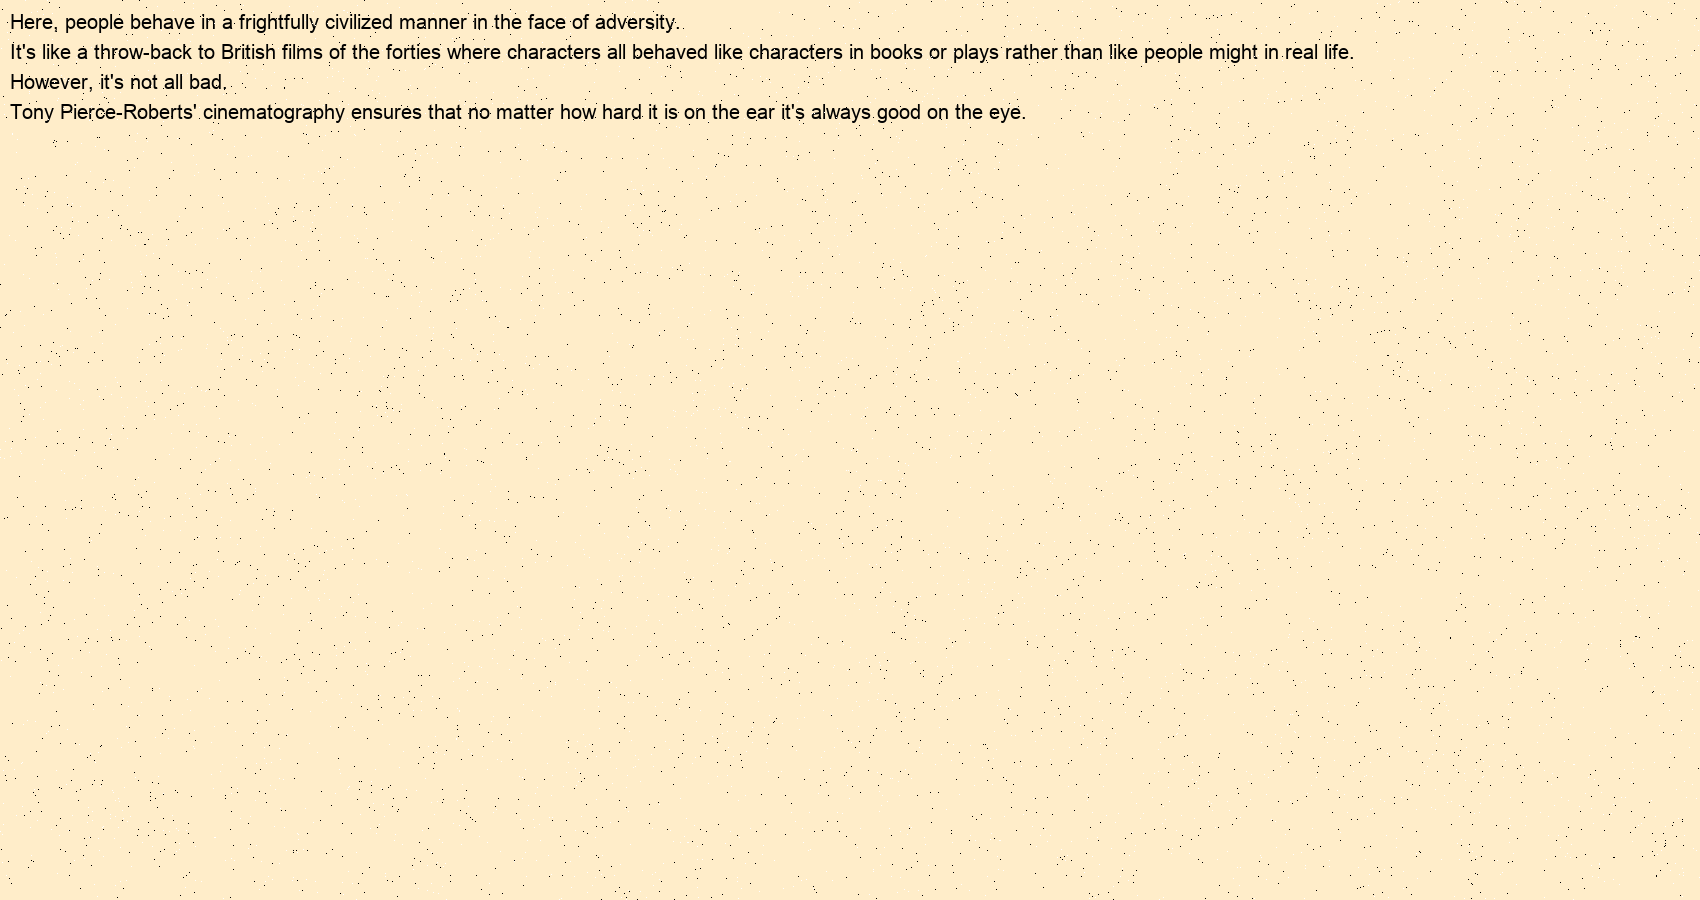 Here, people behave in a frightfully civilized manner in the face of adversity.
It's like a throw-back to British films of the forties where characters all behaved like characters in books or plays rather than like people might in real life.
However, it's not all bad.
Tony Pierce-Roberts' cinematography ensures that no matter how hard it is on the ear it's always good on the eye.